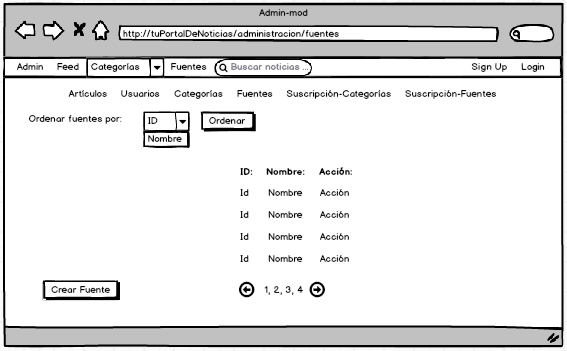 Admin-mod
http://tuPortalDeNoticias/administracion/fuentes
Admin Feed Categorías Fuentes Buscar noticias ... Sign Up Login
Artículos Usuarios Categorías Fuentes Suscripción-Categorías Suscripción-Fuentes
Ordenar fuentes por: ID Ordenar
Nombre
ID: Nombre: Acción:
Id Nombre Acción
Id Nombre Acción
Id Nombre Acción
Id Nombre Acción
Crear Fuente 1, 2, 3, 4